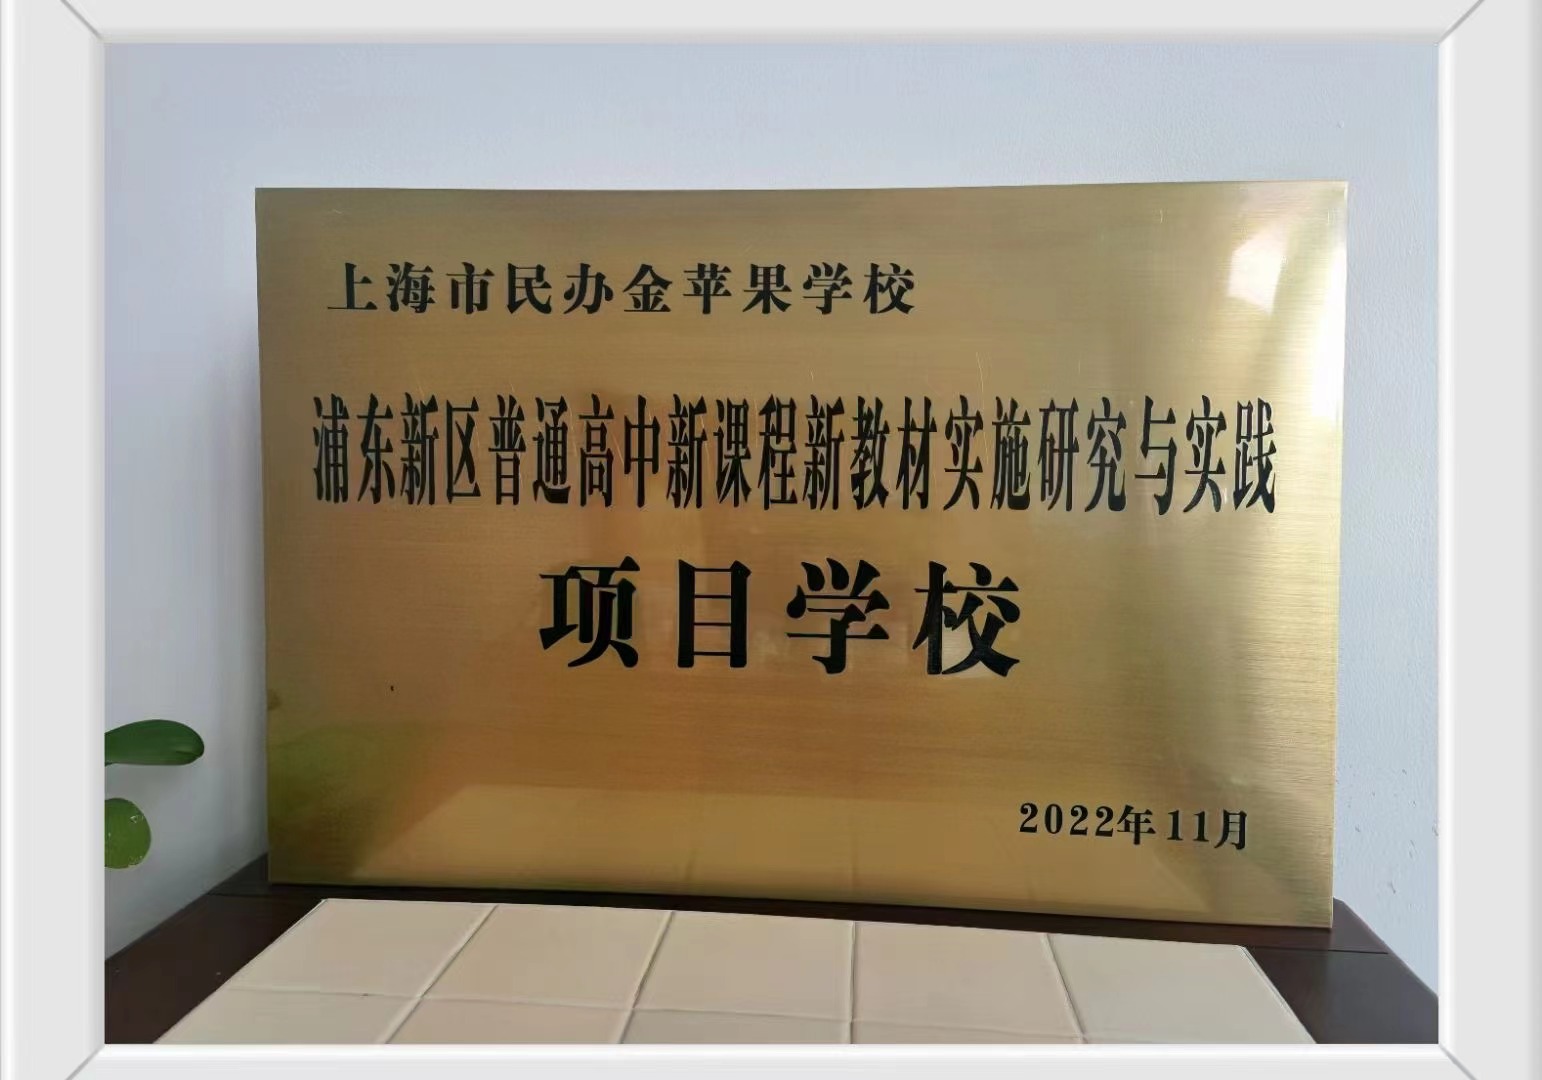 上海市民办金苹果学校
浦东新区普通高中新课程新教材实施研究与实践
项目学校
2022年11月